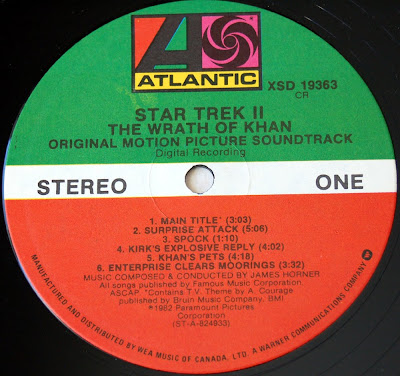 ATLANTIC
XSD 19363
CR
STAR TREK II
THE WRATH OF KHAN
ORIGINAL MOTION PICTURE SOUNDTRACK
Digital Recording
STEREO ONE
1. MAIN TITLE* (3:03)
2. SURPRISE ATTACK (5:06)
3. SPOCK (1:10)
4. KIRK'S EXPLOSIVE REPLY (4:02)
5. KHAN'S PETS (4:18)
6. ENTERPRISE CLEARS MOORINGS (3:32)
MUSIC COMPOSED & CONDUCTED BY JAMES HORNER
All songs published by Famous Music Corporation.
ASCAP. *Contains T.V. Theme by A. Courage
published by Bruin Music Company, BMI
℗1982 Paramount Pictures
Corporation
(ST-A-824933)
MANUFACTURED AND DISTRIBUTED BY WEA MUSIC OF CANADA, LTD. A WARNER COMMUNICATIONS COMPANY